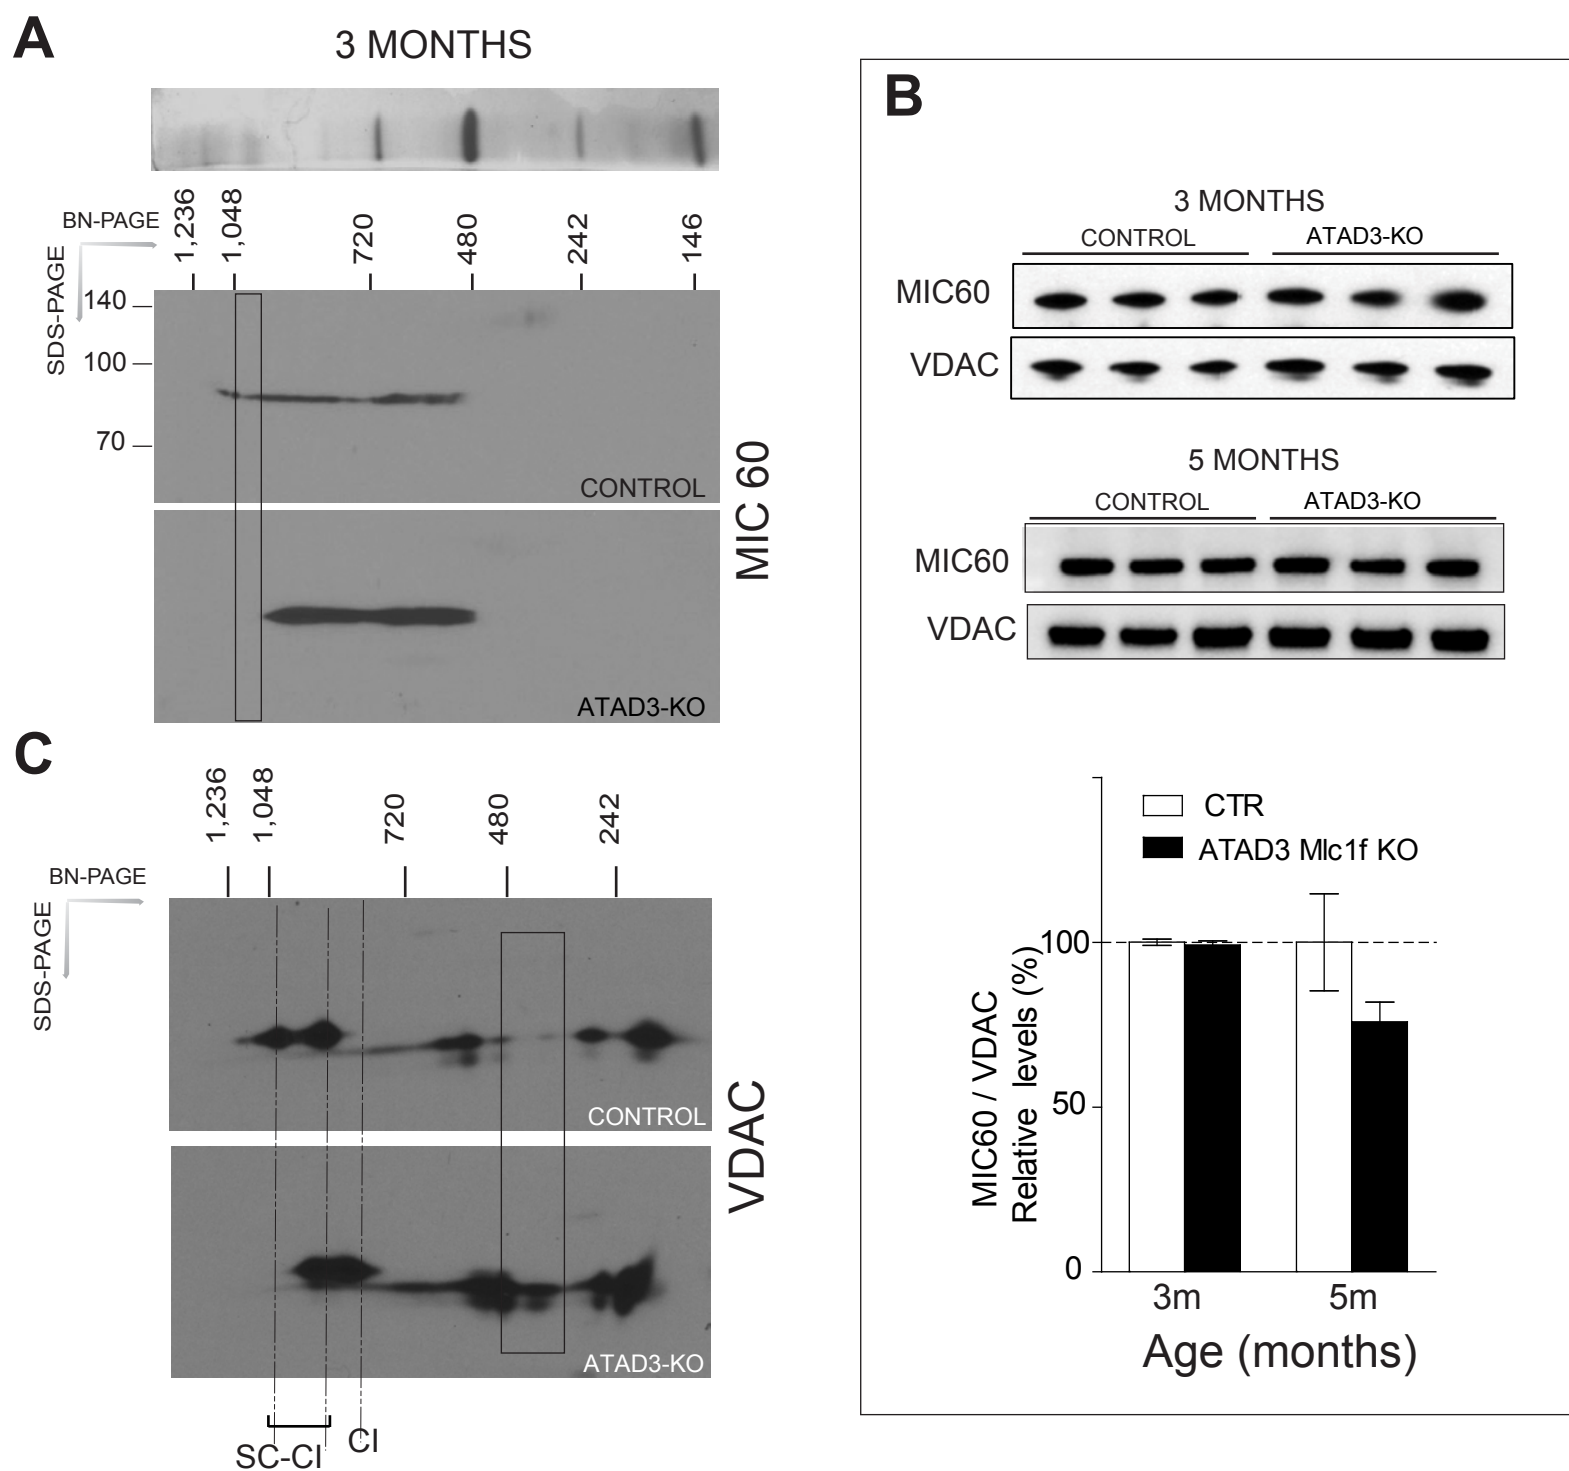 A
3 MONTHS
BN-PAGE
SDS-PAGE
1,236
1,048
720
480
242
146
140
100
70
CONTROL
ATAD3-KO
MIC 60
B
3 MONTHS
CONTROL ATAD3-KO
MIC60
VDAC
5 MONTHS
CONTROL ATAD3-KO
MIC60
VDAC
CTR
ATAD3 Mlc1f KO
MIC60 / VDAC
Relative levels (%)
100
50
0
3m 5m
Age (months)
C
1,236
1,048
720
480
242
BN-PAGE
SDS-PAGE
CONTROL
ATAD3-KO
VDAC
SC-CI
CI